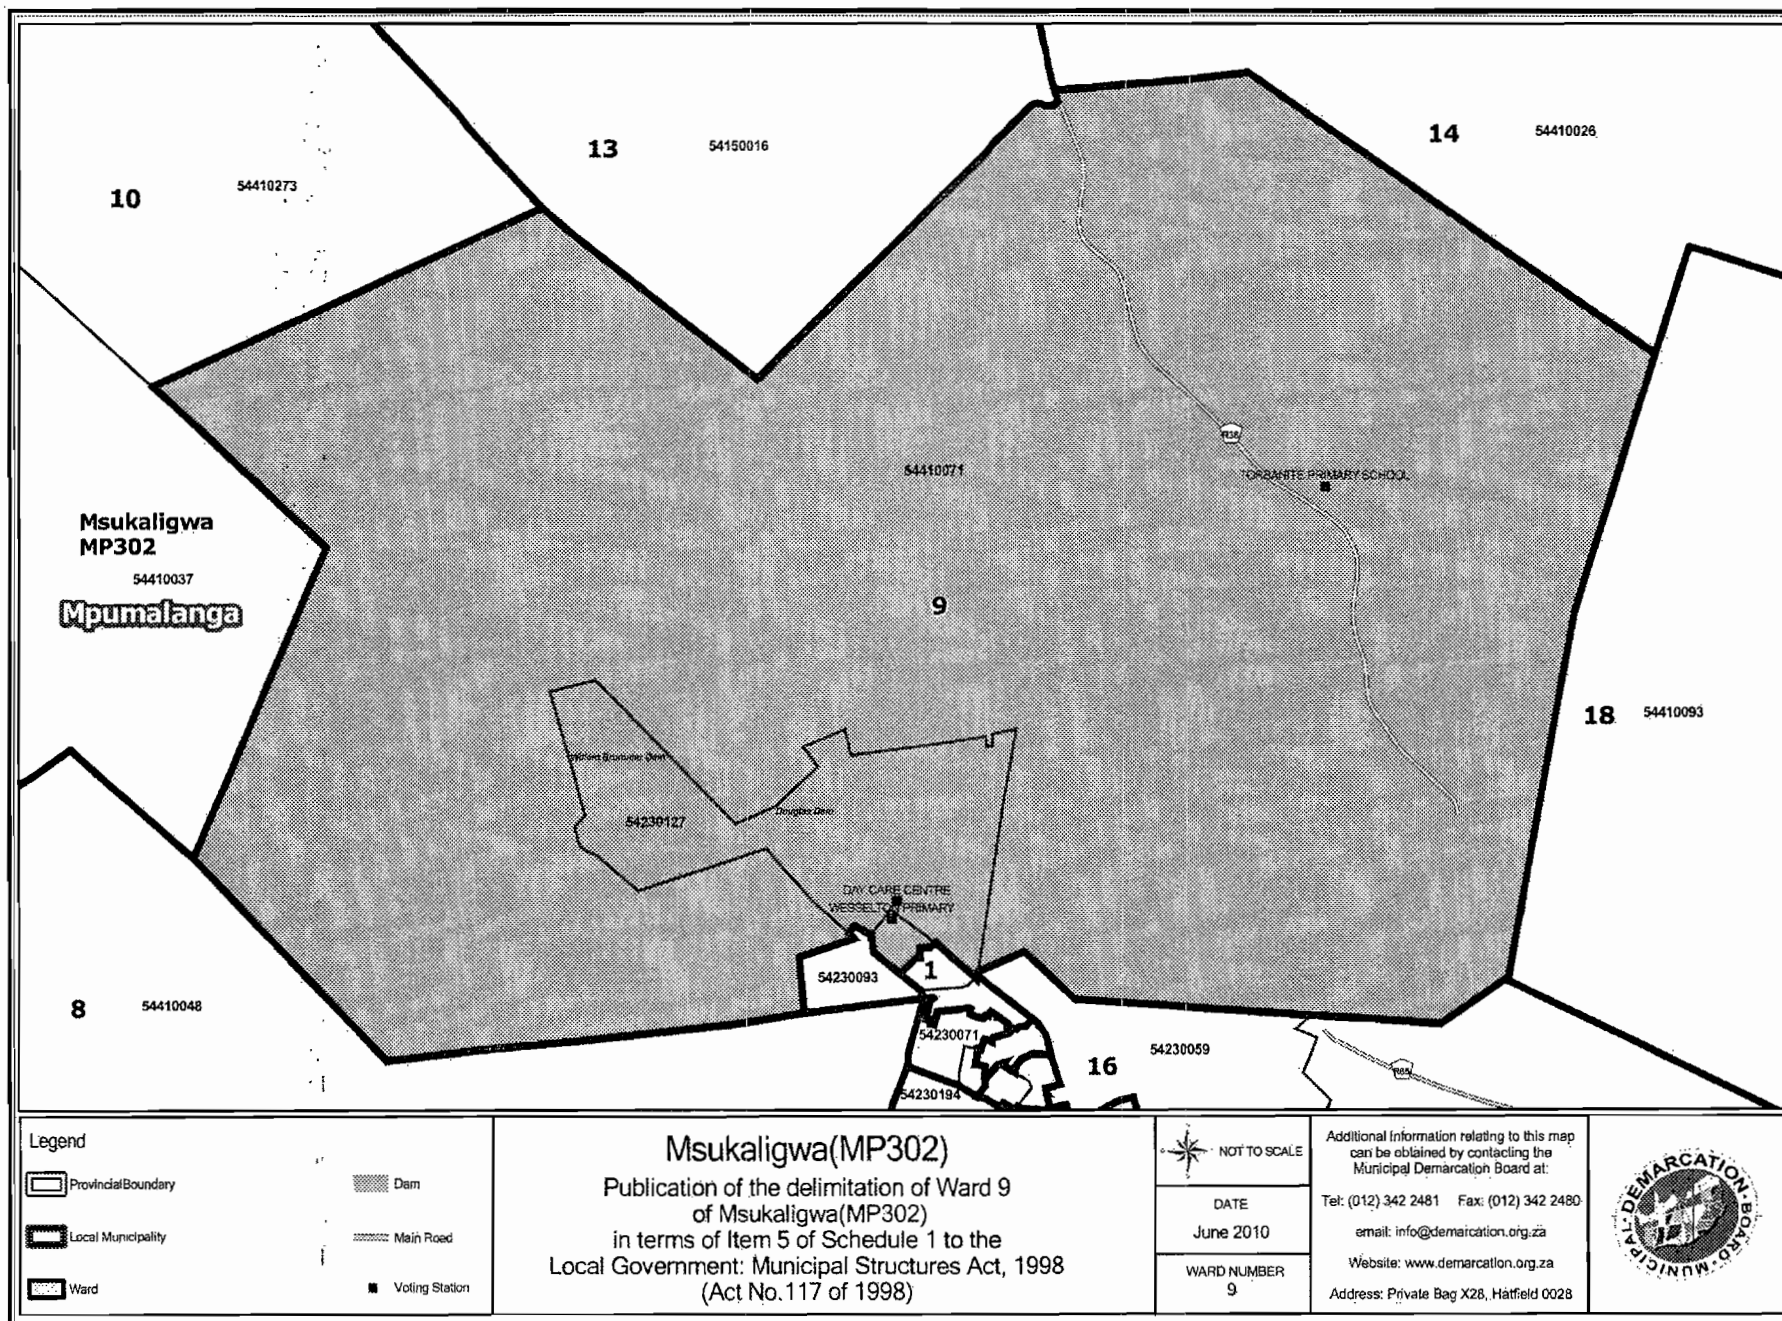 13
54150016
14
54410026
10
54410273
R38
54410071
TORBANITE PRIMARY SCHOOL
Msukaligwa
MP302
54410037
Mpumalanga
9
18
54410093
Willem Brummer Dam
Douglas Dam
54230127
DAY CARE CENTRE
WESSELTON PRIMARY
54230093
1
8
54410048
54230071
54230059
16
R65
54230194
Legend
Provincial Boundary
Local Municipality
Ward
Dam
Main Road
Voting Station
Msukaligwa(MP302)
Publication of the delimitation of Ward 9
of Msukaligwa(MP302)
in terms of Item 5 of Schedule 1 to the
Local Government: Municipal Structures Act, 1998
(Act No.117 of 1998)
NOT TO SCALE
DATE
June 2010
WARD NUMBER
9
Additional information relating to this map
can be obtained by contacting the
Municipal Demarcation Board at:
Tel: (012) 342 2481 Fax: (012) 342 2480
email: info@demarcation.org.za
Website: www.demarcation.org.za
Address: Private Bag X28, Hatfield 0028
MUNICIPAL DEMARCATION BOARD